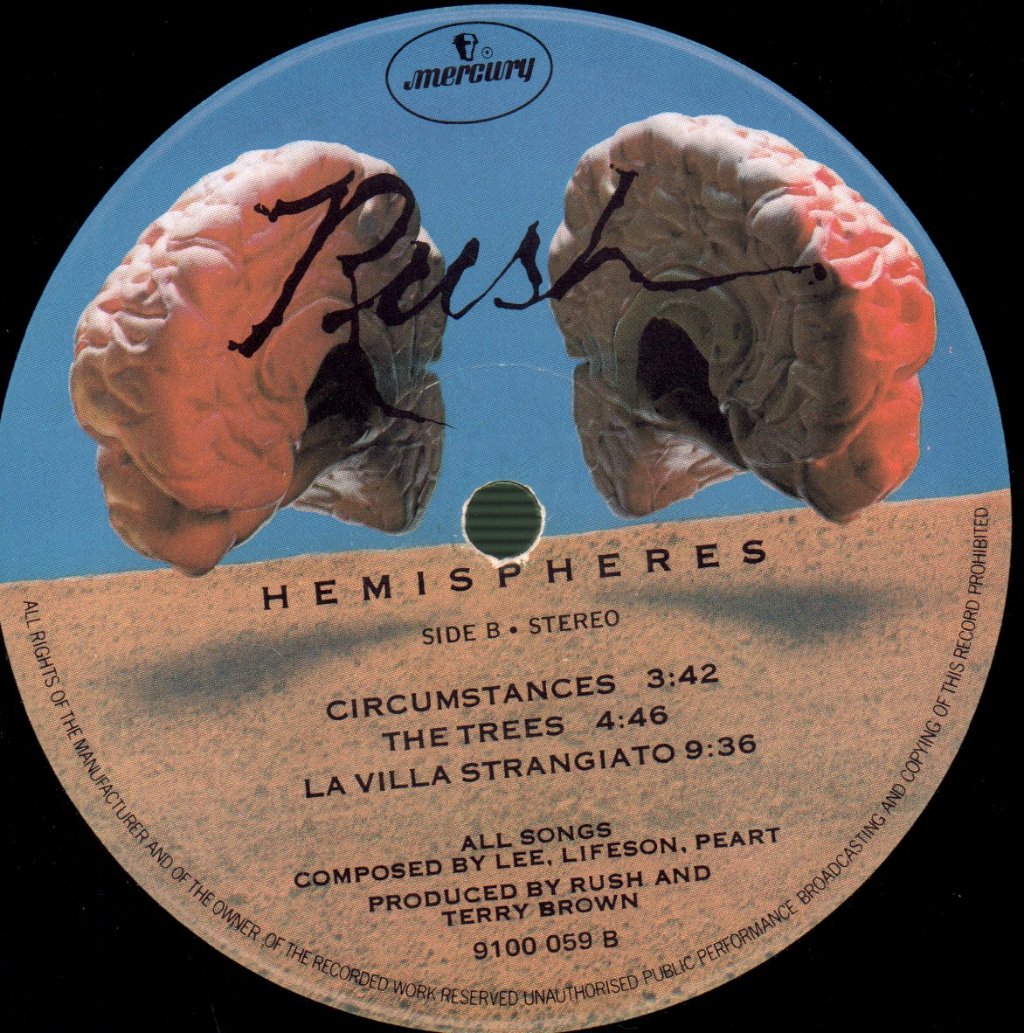 mercury
Rush
HEMISPHERES
SIDE B • STEREO
CIRCUMSTANCES 3:42
THE TREES 4:46
LA VILLA STRANGIATO 9:36
ALL SONGS
COMPOSED BY LEE, LIFESON, PEART
PRODUCED BY RUSH AND
TERRY BROWN
9100 059 B
ALL RIGHTS OF THE MANUFACTURER AND OF THE OWNER OF THE RECORDED WORK RESERVED UNAUTHORISED PUBLIC PERFORMANCE BROADCASTING AND COPYING OF THIS RECORD PROHIBITED